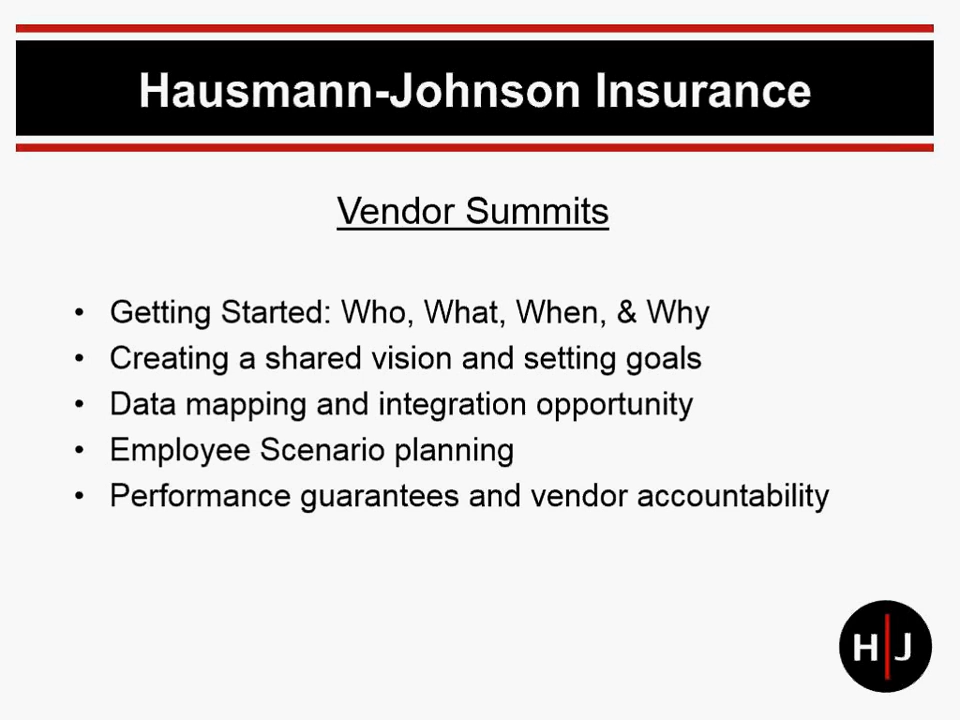 Hausmann-Johnson Insurance
Vendor Summits
• Getting Started: Who, What, When, & Why
• Creating a shared vision and setting goals
• Data mapping and integration opportunity
• Employee Scenario planning
• Performance guarantees and vendor accountability
H|J